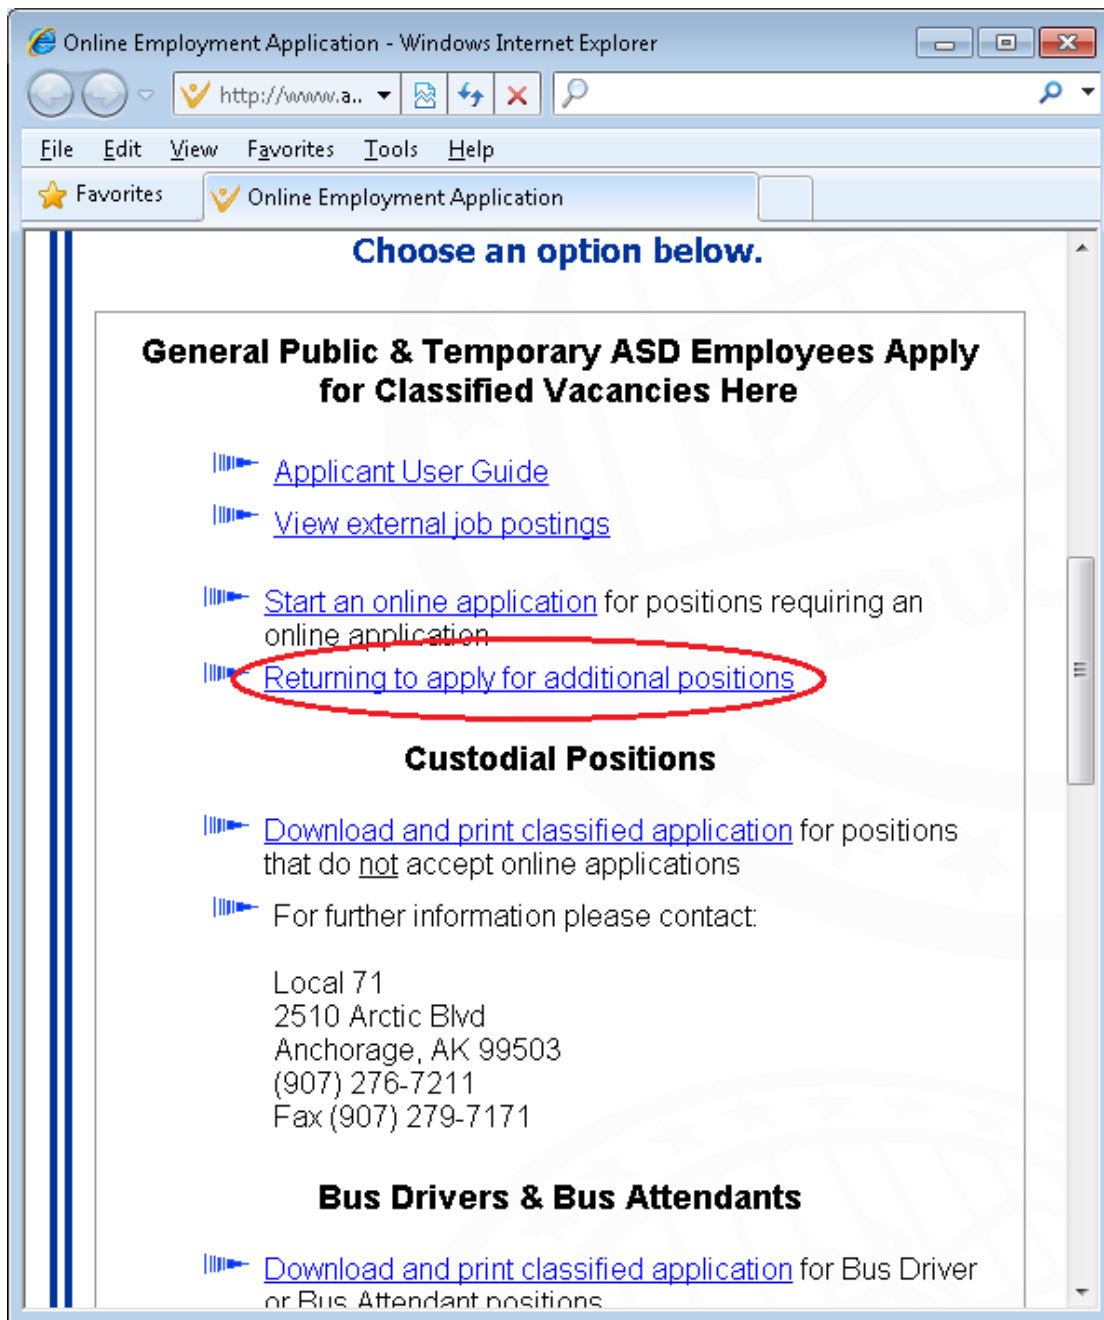 Online Employment Application - Windows Internet Explorer
http://www.a..
File Edit View Favorites Tools Help
Favorites
Online Employment Application
Choose an option below.
General Public & Temporary ASD Employees Apply
for Classified Vacancies Here
Applicant User Guide
View external job postings
Start an online application for positions requiring an
online application
Returning to apply for additional positions
Custodial Positions
Download and print classified application for positions
that do not accept online applications
For further information please contact:
Local 71
2510 Arctic Blvd
Anchorage, AK 99503
(907) 276-7211
Fax (907) 279-7171
Bus Drivers & Bus Attendants
Download and print classified application for Bus Driver
or Bus Attendant positions
EDUC